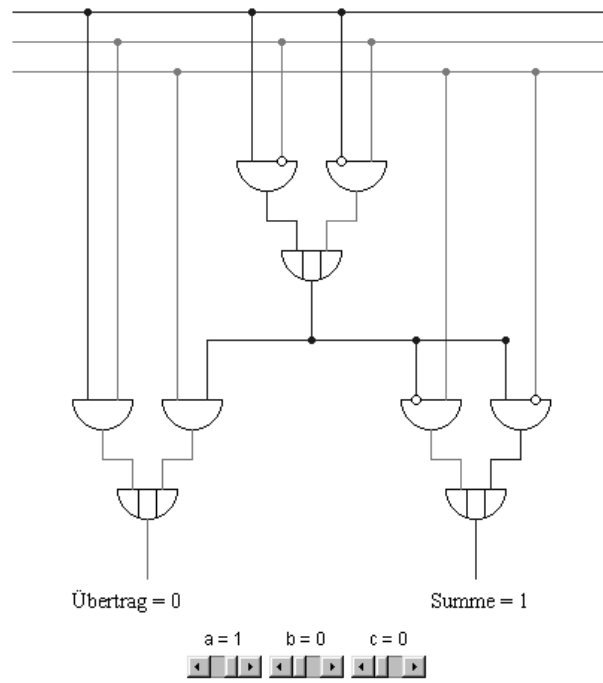 Übertrag = 0 Summe = 1
a = 1 b = 0 c = 0